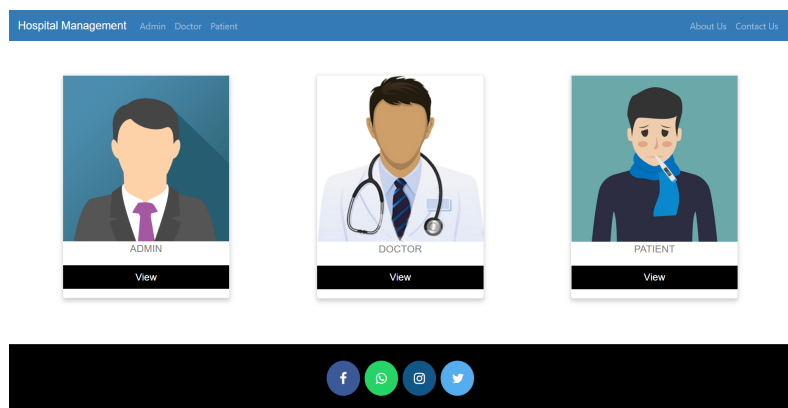 Hospital Management Admin Doctor Patient About Us Contact Us
ADMIN DOCTOR PATIENT
View View View